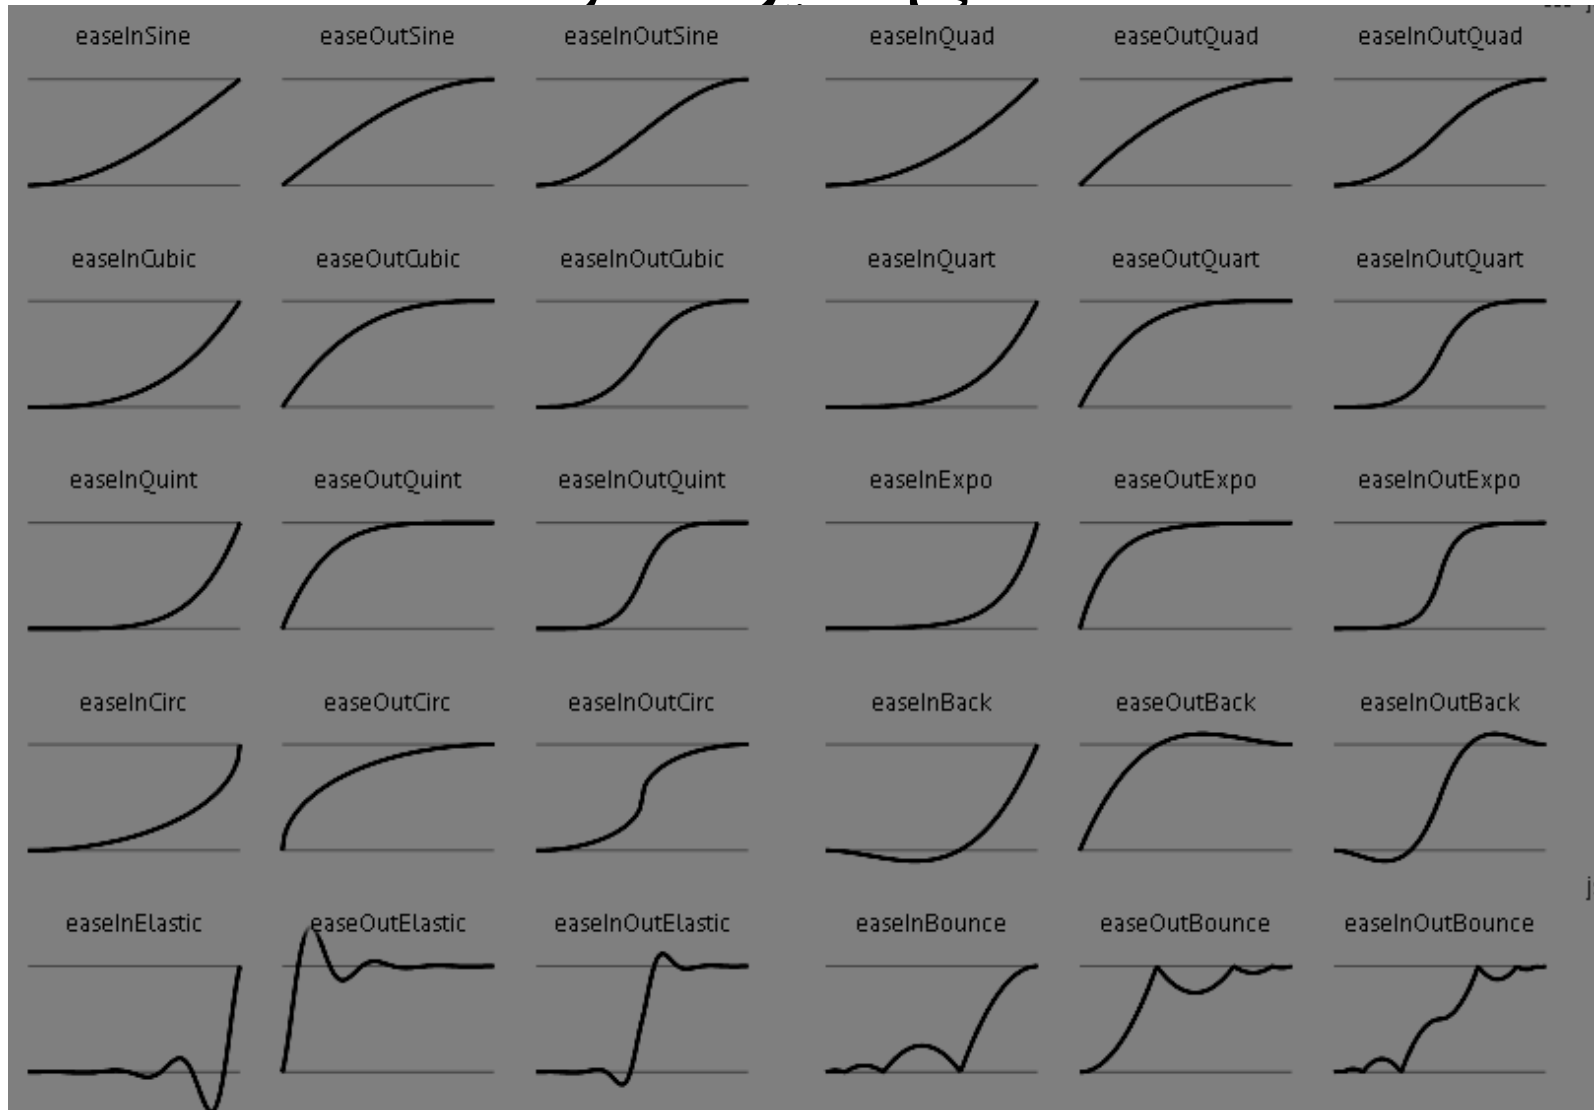 easeInSine easeOutSine easeInOutSine easeInQuad easeOutQuad easeInOutQuad
easeInCubic easeOutCubic easeInOutCubic easeInQuart easeOutQuart easeInOutQuart
easeInQuint easeOutQuint easeInOutQuint easeInExpo easeOutExpo easeInOutExpo
easeInCirc easeOutCirc easeInOutCirc easeInBack easeOutBack easeInOutBack
easeInElastic easeOutElastic easeInOutElastic easeInBounce easeOutBounce easeInOutBounce